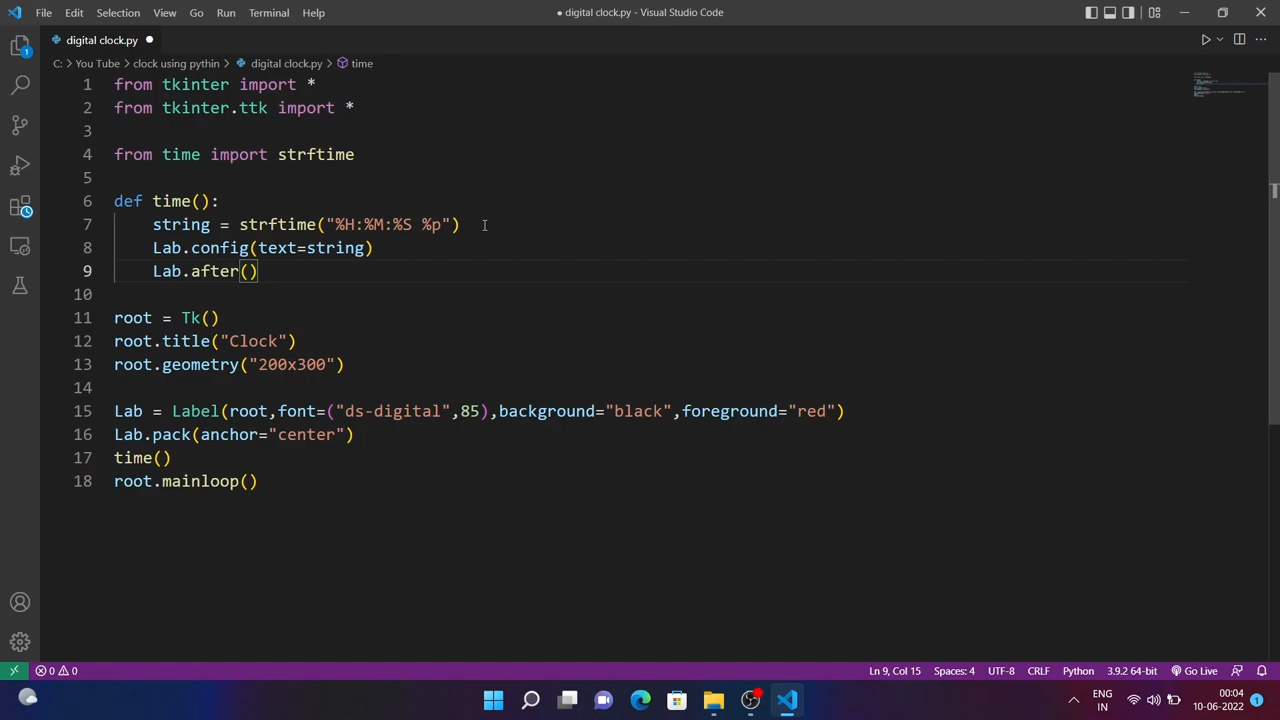 File Edit Selection View Go Run Terminal Help
● digital clock.py - Visual Studio Code
digital clock.py ●
C: > You Tube > clock using pythin > digital clock.py > time
1 from tkinter import *
2 from tkinter.ttk import *
3
4 from time import strftime
5
6 def time():
7 string = strftime("%H:%M:%S %p")
8 Lab.config(text=string)
9 Lab.after()
10
11 root = Tk()
12 root.title("Clock")
13 root.geometry("200x300")
14
15 Lab = Label(root,font=("ds-digital",85),background="black",foreground="red")
16 Lab.pack(anchor="center")
17 time()
18 root.mainloop()
1
0 0
Ln 9, Col 15 Spaces: 4 UTF-8 CRLF Python 3.9.2 64-bit Go Live
ENG
IN
00:04
10-06-2022
1